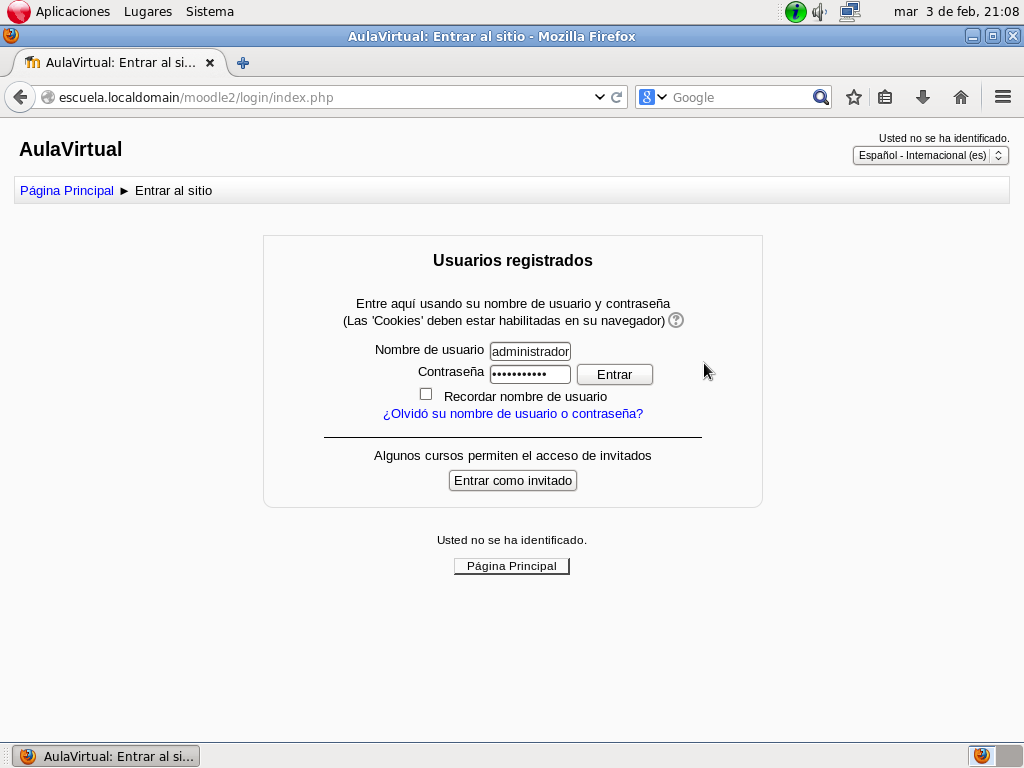 Aplicaciones Lugares Sistema mar 3 de feb, 21:08
AulaVirtual: Entrar al sitio - Mozilla Firefox
AulaVirtual: Entrar al si...
escuela.localdomain/moodle2/login/index.php Google
Usted no se ha identificado.
AulaVirtual
Español - Internacional (es)
Página Principal ► Entrar al sitio
Usuarios registrados
Entre aquí usando su nombre de usuario y contraseña
(Las 'Cookies' deben estar habilitadas en su navegador)
Nombre de usuario administrador
Contraseña ••••••••••• Entrar
Recordar nombre de usuario
¿Olvidó su nombre de usuario o contraseña?
Algunos cursos permiten el acceso de invitados
Entrar como invitado
Usted no se ha identificado.
Página Principal
AulaVirtual: Entrar al si...